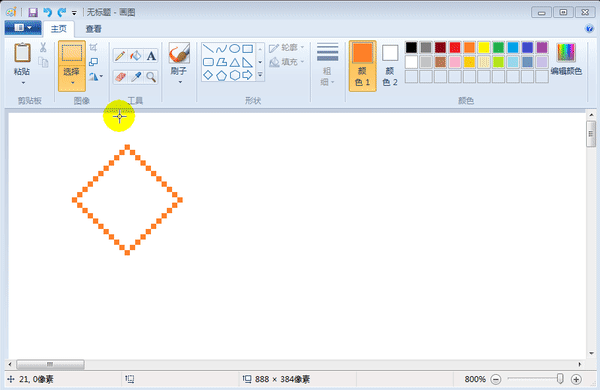 无标题 - 画图
主页 查看
粘贴 选择 A 刷子 轮廓 填充 粗细 颜色 1 颜色 2 编辑颜色
剪贴板 图像 工具 形状 颜色
21, 0像素 888 × 384像素 800%